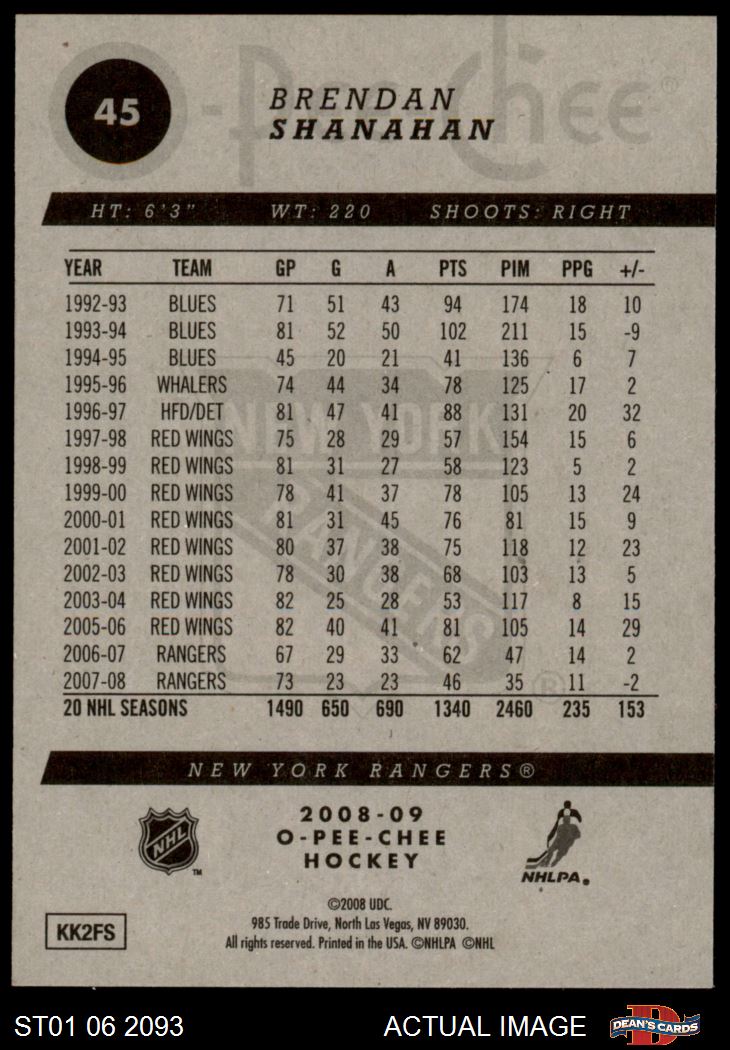 O-Pee-Chee®
45
BRENDAN
SHANAHAN
HT: 6'3" WT: 220 SHOOTS: RIGHT
YEAR TEAM GP G A PTS PIM PPG +/-
1992-93 BLUES 71 51 43 94 174 18 10
1993-94 BLUES 81 52 50 102 211 15 -9
1994-95 BLUES 45 20 21 41 136 6 7
1995-96 WHALERS 74 44 34 78 125 17 2
1996-97 HFD/DET 81 47 41 88 131 20 32
1997-98 RED WINGS 75 28 29 57 154 15 6
1998-99 RED WINGS 81 31 27 58 123 5 2
1999-00 RED WINGS 78 41 37 78 105 13 24
2000-01 RED WINGS 81 31 45 76 81 15 9
2001-02 RED WINGS 80 37 38 75 118 12 23
2002-03 RED WINGS 78 30 38 68 103 13 5
2003-04 RED WINGS 82 25 28 53 117 8 15
2005-06 RED WINGS 82 40 41 81 105 14 29
2006-07 RANGERS 67 29 33 62 47 14 2
2007-08 RANGERS 73 23 23 46 35 11 -2
20 NHL SEASONS 1490 650 690 1340 2460 235 153
NEW YORK
RANGERS
®
NEW YORK RANGERS®
NHL
TM
2008-09
O-PEE-CHEE
HOCKEY
NHLPA®
©2008 UDC.
985 Trade Drive, North Las Vegas, NV 89030.
All rights reserved. Printed in the USA. ©NHLPA ©NHL
KK2FS
ST01 06 2093
ACTUAL IMAGE
D
DEAN'S CARDS